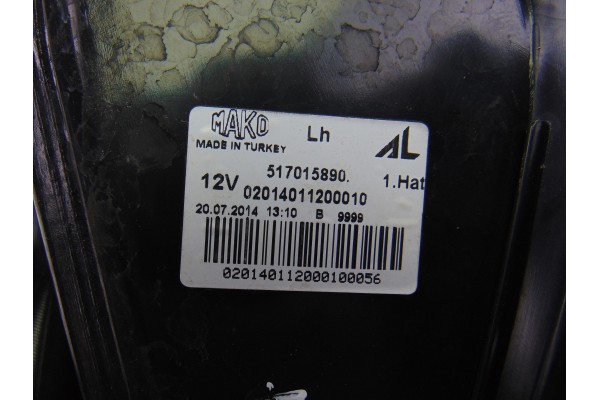 MAKO Lh AL
MADE IN TURKEY
517015890. 1.Hat
12V 02014011200010
20.07.2014 13:10 B 9999
020140112000100056